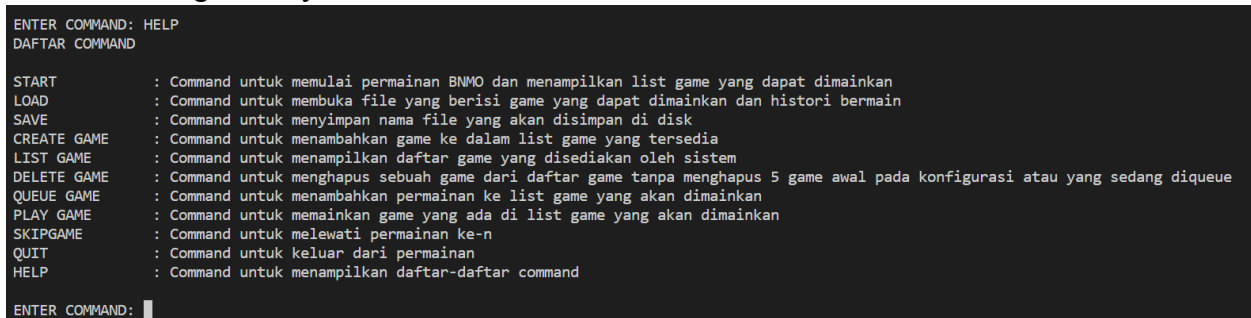 ENTER COMMAND: HELP
DAFTAR COMMAND
START : Command untuk memulai permainan BNMO dan menampilkan list game yang dapat dimainkan
LOAD : Command untuk membuka file yang berisi game yang dapat dimainkan dan histori bermain
SAVE : Command untuk menyimpan nama file yang akan disimpan di disk
CREATE GAME : Command untuk menambahkan game ke dalam list game yang tersedia
LIST GAME : Command untuk menampilkan daftar game yang disediakan oleh sistem
DELETE GAME : Command untuk menghapus sebuah game dari daftar game tanpa menghapus 5 game awal pada konfigurasi atau yang sedang diqueue
QUEUE GAME : Command untuk menambahkan permainan ke list game yang akan dimainkan
PLAY GAME : Command untuk memainkan game yang ada di list game yang akan dimainkan
SKIPGAME : Command untuk melewati permainan ke-n
QUIT : Command untuk keluar dari permainan
HELP : Command untuk menampilkan daftar-daftar command
ENTER COMMAND: